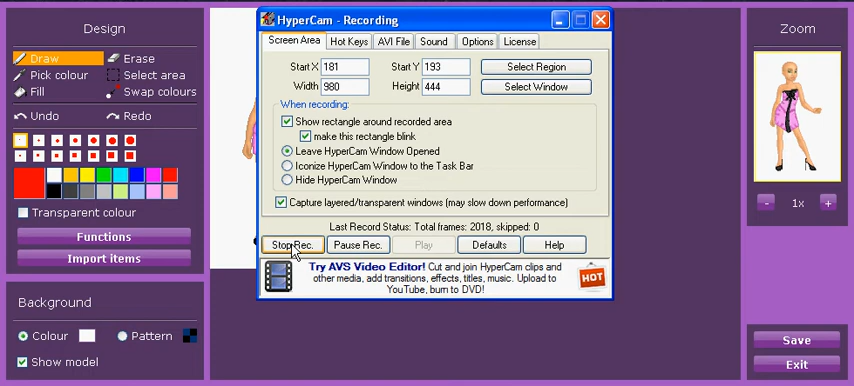 Design
Draw
Erase
Pick colour
Select area
Fill
Swap colours
Undo
Redo
Transparent colour
Functions
Import items
Background
Colour
Pattern
Show model
HyperCam - Recording
Screen Area
Hot Keys
AVI File
Sound
Options
License
Start X 181
Start Y 193
Select Region
Width 980
Height 444
Select Window
When recording:
Show rectangle around recorded area
make this rectangle blink
Leave HyperCam Window Opened
Iconize HyperCam Window to the Task Bar
Hide HyperCam Window
Capture layered/transparent windows (may slow down performance)
Last Record Status: Total frames: 2018, skipped: 0
Stop Rec.
Pause Rec.
Play
Defaults
Help
Try AVS Video Editor! Cut and join HyperCam clips and
other media, add transitions, effects, titles, music. Upload to
YouTube, burn to DVD!
HOT
Zoom
- 1x +
Save
Exit